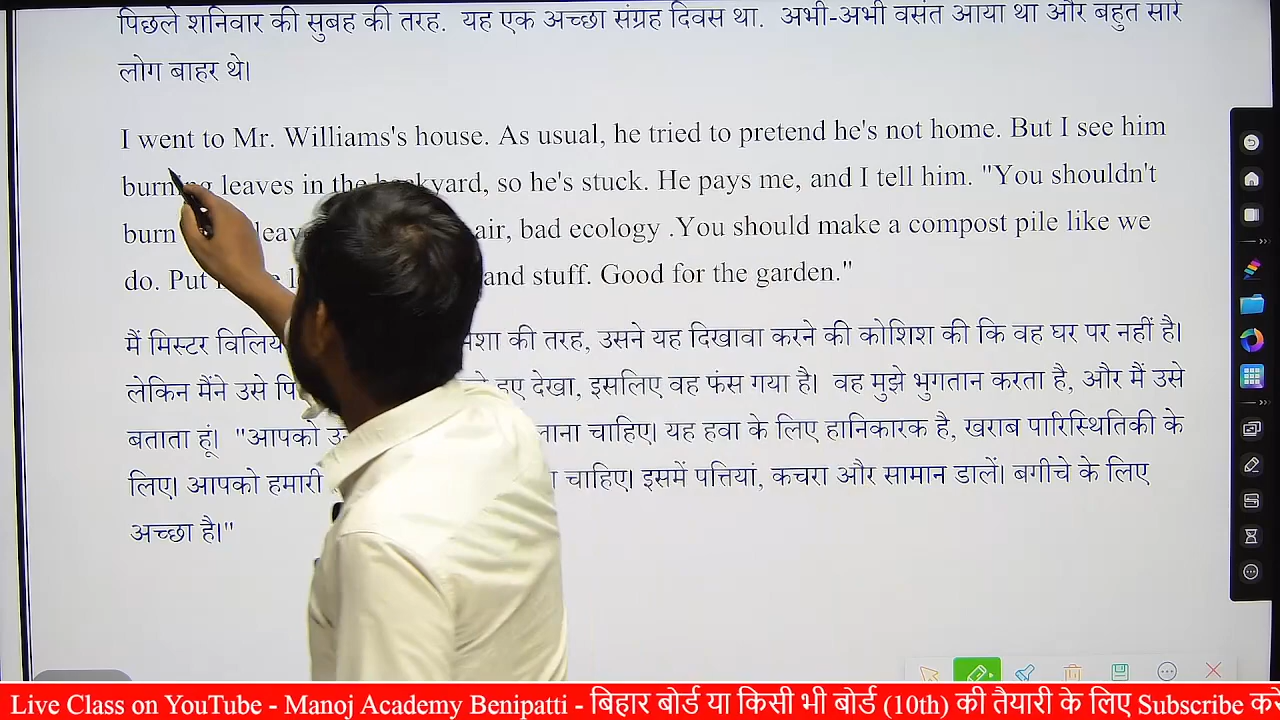 पिछले शनिवार की सुबह की तरह. यह एक अच्छा संग्रह दिवस था. अभी-अभी वसंत आया था और बहुत सारे
लोग बाहर थे।
I went to Mr. Williams's house. As usual, he tried to pretend he's not home. But I see him
burning leaves in the backyard, so he's stuck. He pays me, and I tell him. "You shouldn't
burn air, bad ecology .You should make a compost pile like we
do. Put and stuff. Good for the garden."
मैं मिस्टर की तरह, उसने यह दिखावा करने की कोशिश की कि वह घर पर नहीं है।
लेकिन मैंने उसे हुए देखा, इसलिए वह फंस गया है। वह मुझे भुगतान करता है, और मैं उसे
बताता हूं। "आपको चाहिए। यह हवा के लिए हानिकारक है, खराब पारिस्थितिकी के
लिए। आपको हमारी चाहिए। इसमें पत्तियां, कचरा और सामान डालें। बगीचे के लिए
अच्छा है।"
Live Class on YouTube - Manoj Academy Benipatti - बिहार बोर्ड या किसी भी बोर्ड (10th) की तैयारी के लिए Subscribe करे